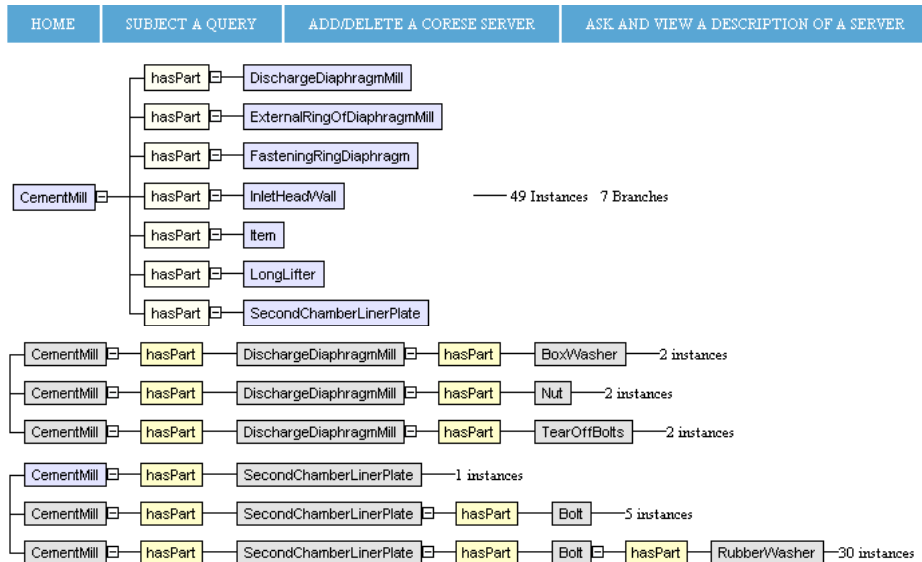 HOME SUBJECT A QUERY ADD/DELETE A CORESE SERVER ASK AND VIEW A DESCRIPTION OF A SERVER
hasPart DischargeDiaphragmMill
hasPart ExternalRingOfDiaphragmMill
hasPart FasteningRingDiaphragm
CementMill hasPart InletHeadWall 49 Instances 7 Branches
hasPart Item
hasPart LongLifter
hasPart SecondChamberLinerPlate
CementMill hasPart DischargeDiaphragmMill hasPart BoxWasher 2 instances
CementMill hasPart DischargeDiaphragmMill hasPart Nut 2 instances
CementMill hasPart DischargeDiaphragmMill hasPart TearOffBolts 2 instances
CementMill hasPart SecondChamberLinerPlate 1 instances
CementMill hasPart SecondChamberLinerPlate hasPart Bolt 5 instances
CementMill hasPart SecondChamberLinerPlate hasPart Bolt hasPart RubberWasher 30 instances